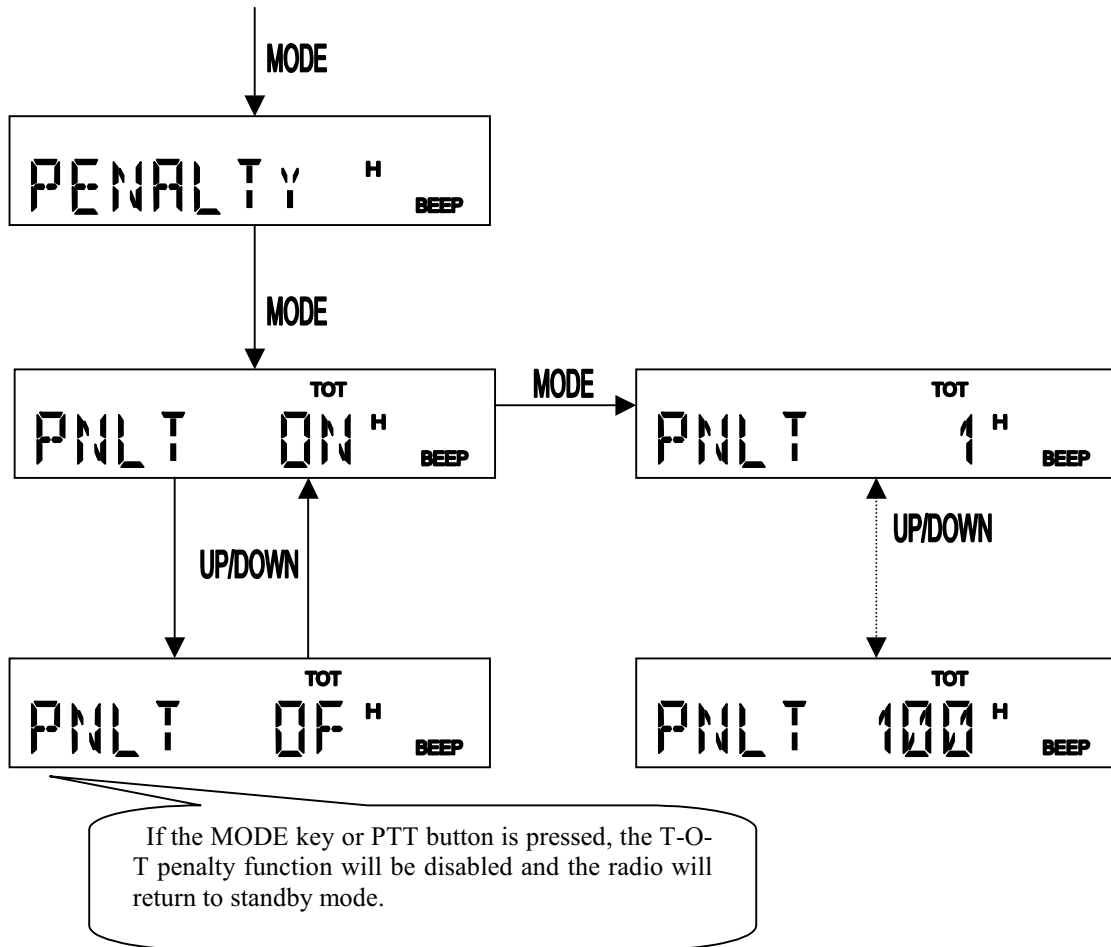 MODE
PENALTY H
BEEP
MODE
TOT
PNLT ON H
BEEP
MODE
TOT
PNLT 1 H
BEEP
UP/DOWN
UP/DOWN
TOT
PNLT OF H
BEEP
TOT
PNLT 100 H
BEEP
If the MODE key or PTT button is pressed, the T-O-
T penalty function will be disabled and the radio will
return to standby mode.